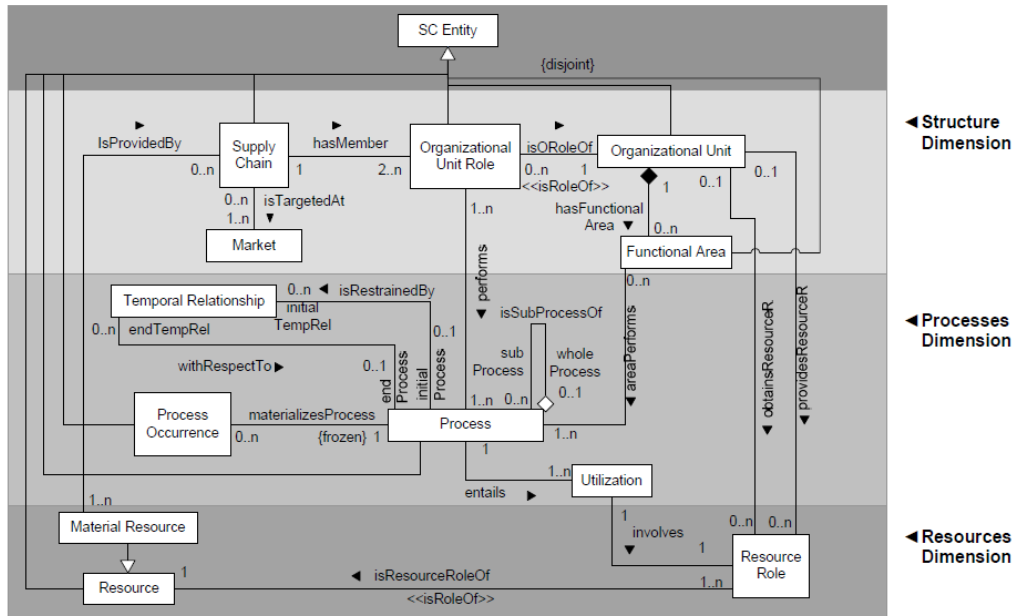 SC Entity
{disjoint}
◄ Structure
Dimension
IsProvidedBy
hasMember
isORoleOf
Supply
Chain
Organizational
Unit Role
Organizational Unit
0..n
1
2..n
0..n
1
<<isRoleOf>>
1
0..1
0..1
0..n
isTargetedAt
1..n
1..n
hasFunctional
Area
0..n
Market
Functional Area
0..n
performs
Temporal Relationship
0..n
isRestrainedBy
initial
TempRel
0..n
endTempRel
0..1
isSubProcessOf
areaPerforms
obtainsResourceR
providesResourceR
◄ Processes
Dimension
withRespectTo
0..1
end
Process
initial
Process
sub
Process
whole
Process
0..1
1..n
0..n
Process
Occurrence
materializesProcess
0..n
{frozen}
1
Process
1..n
1
1..n
Utilization
entails
1..n
Material Resource
1
involves
1
0..n
0..n
Resource
Role
◄ Resources
Dimension
1
isResourceRoleOf
1..n
Resource
<<isRoleOf>>